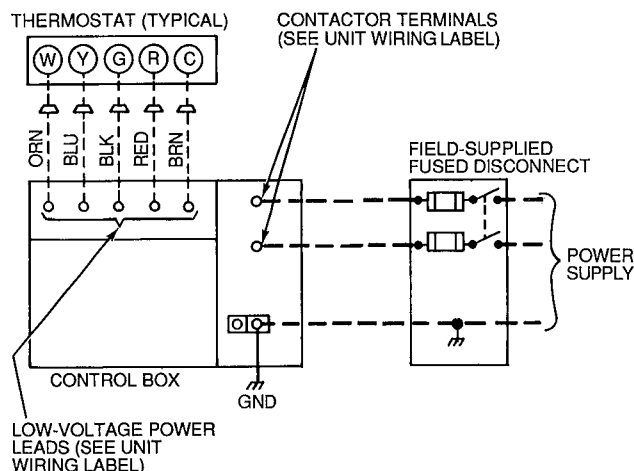 THERMOSTAT (TYPICAL)
W Y G R C
ORN BLU BLK RED BRN
CONTACTOR TERMINALS
(SEE UNIT WIRING LABEL)
FIELD-SUPPLIED
FUSED DISCONNECT
POWER
SUPPLY
GND
CONTROL BOX
LOW-VOLTAGE POWER
LEADS (SEE UNIT
WIRING LABEL)